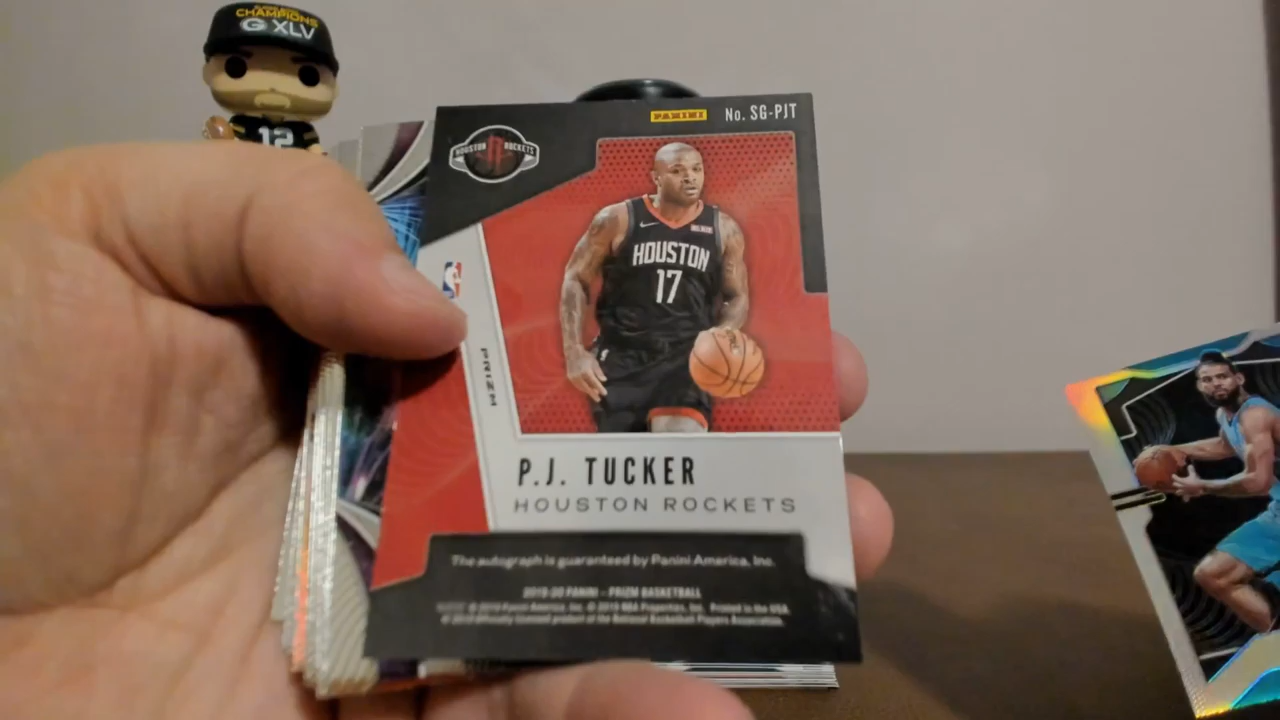 CHAMPIONS
G XLV
12
PANINI No. SG-PJT
HOUSTON ROCKETS
HOUSTON
17
PRIZM
P.J. TUCKER
HOUSTON ROCKETS
The autograph is guaranteed by Panini America, Inc.
2019-20 PANINI - PRIZM BASKETBALL
© 2019 Panini America, Inc. © 2019 NBA Properties, Inc. Printed in the USA.
officially licensed product of the National Basketball Players Association.